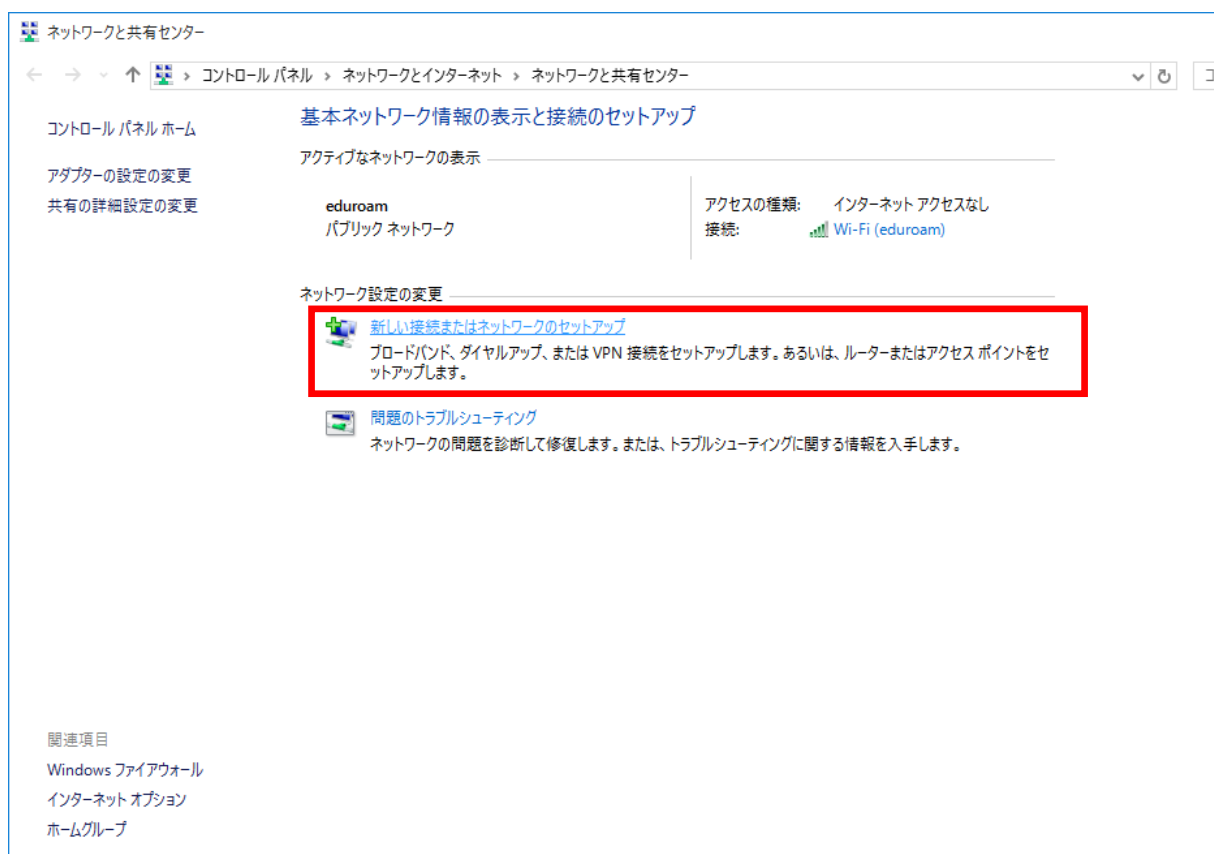 ネットワークと共有センター
コントロール パネル › ネットワークとインターネット › ネットワークと共有センター
コントロール パネル ホーム
アダプターの設定の変更
共有の詳細設定の変更
基本ネットワーク情報の表示と接続のセットアップ
アクティブなネットワークの表示
eduroam
パブリック ネットワーク
アクセスの種類: インターネット アクセスなし
接続: Wi-Fi (eduroam)
ネットワーク設定の変更
新しい接続またはネットワークのセットアップ
ブロードバンド、ダイヤルアップ、または VPN 接続をセットアップします。あるいは、ルーターまたはアクセス ポイントをセ
ットアップします。
問題のトラブルシューティング
ネットワークの問題を診断して修復します。または、トラブルシューティングに関する情報を入手します。
関連項目
Windows ファイアウォール
インターネット オプション
ホームグループ